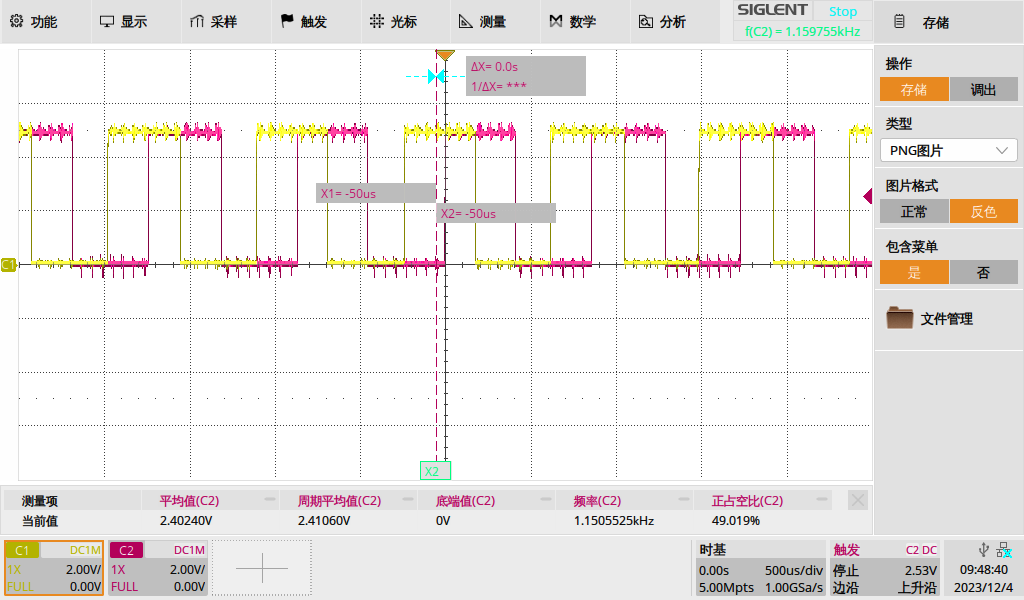 功能 显示 采样 触发 光标 测量 数学 分析 SIGLENT Stop 存储
f(C2) = 1.159755kHz
ΔX= 0.0s
1/ΔX= ***
X1= -50us
X2= -50us
C1
X2
操作
存储 调出
类型
PNG图片
图片格式
正常 反色
包含菜单
是 否
文件管理
测量项 平均值(C2) 周期平均值(C2) 底端值(C2) 频率(C2) 正占空比(C2)
当前值 2.40240V 2.41060V 0V 1.1505525kHz 49.019%
C1 DC1M C2 DC1M 时基 触发 C2 DC
1X 2.00V/ 1X 2.00V/ 0.00s 500us/div 停止 2.53V 09:48:40
FULL 0.00V FULL 0.00V 5.00Mpts 1.00GSa/s 边沿 上升沿 2023/12/4